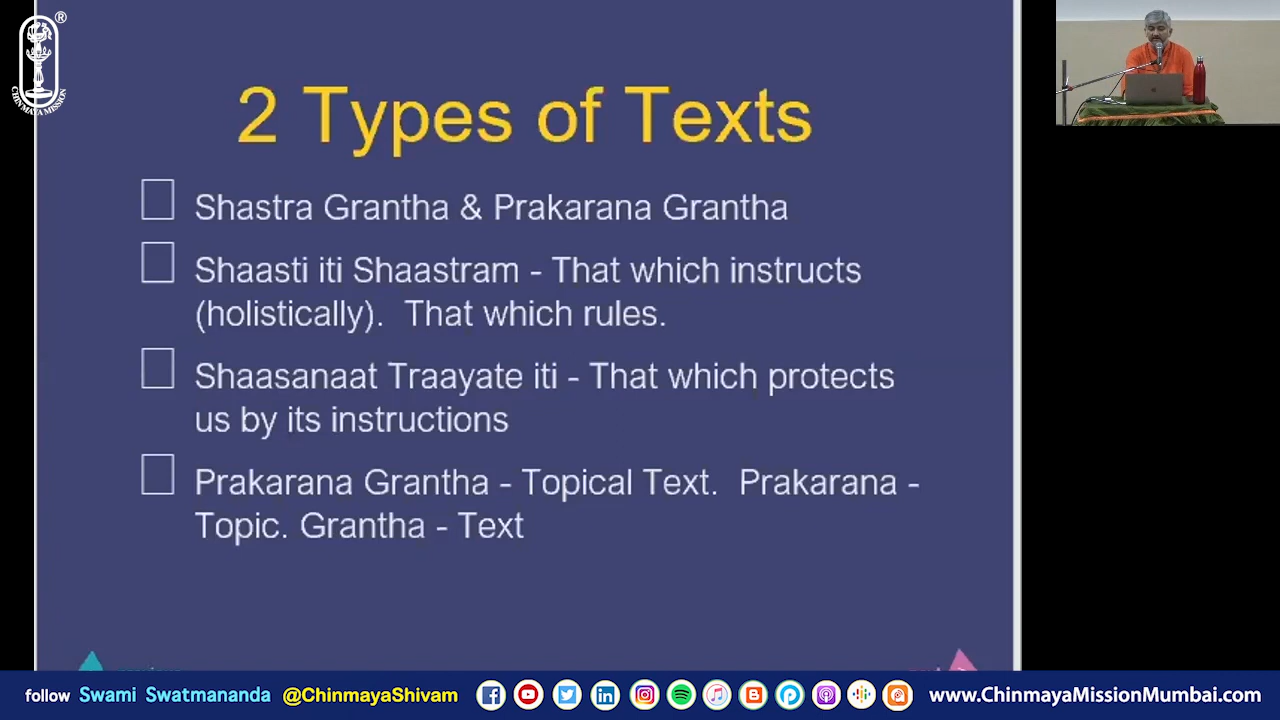 CHINMAYA MISSION
®
2 Types of Texts
Shastra Grantha & Prakarana Grantha
Shaasti iti Shaastram - That which instructs
(holistically).  That which rules.
Shaasanaat Traayate iti - That which protects
us by its instructions
Prakarana Grantha - Topical Text.  Prakarana -
Topic. Grantha - Text
follow Swami Swatmananda @ChinmayaShivam www.ChinmayaMissionMumbai.com